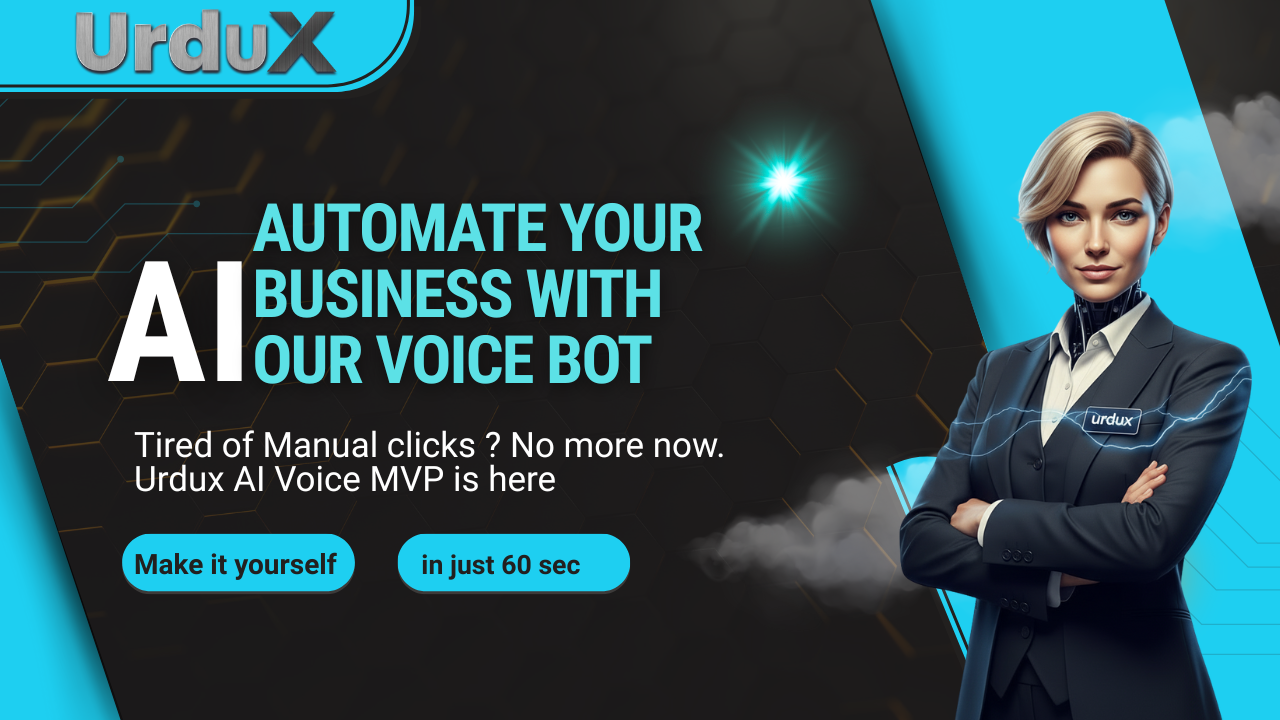 UrduX
AUTOMATE YOUR
AI BUSINESS WITH
OUR VOICE BOT
Tired of Manual clicks ? No more now.
Urdux AI Voice MVP is here
Make it yourself
in just 60 sec
urdux